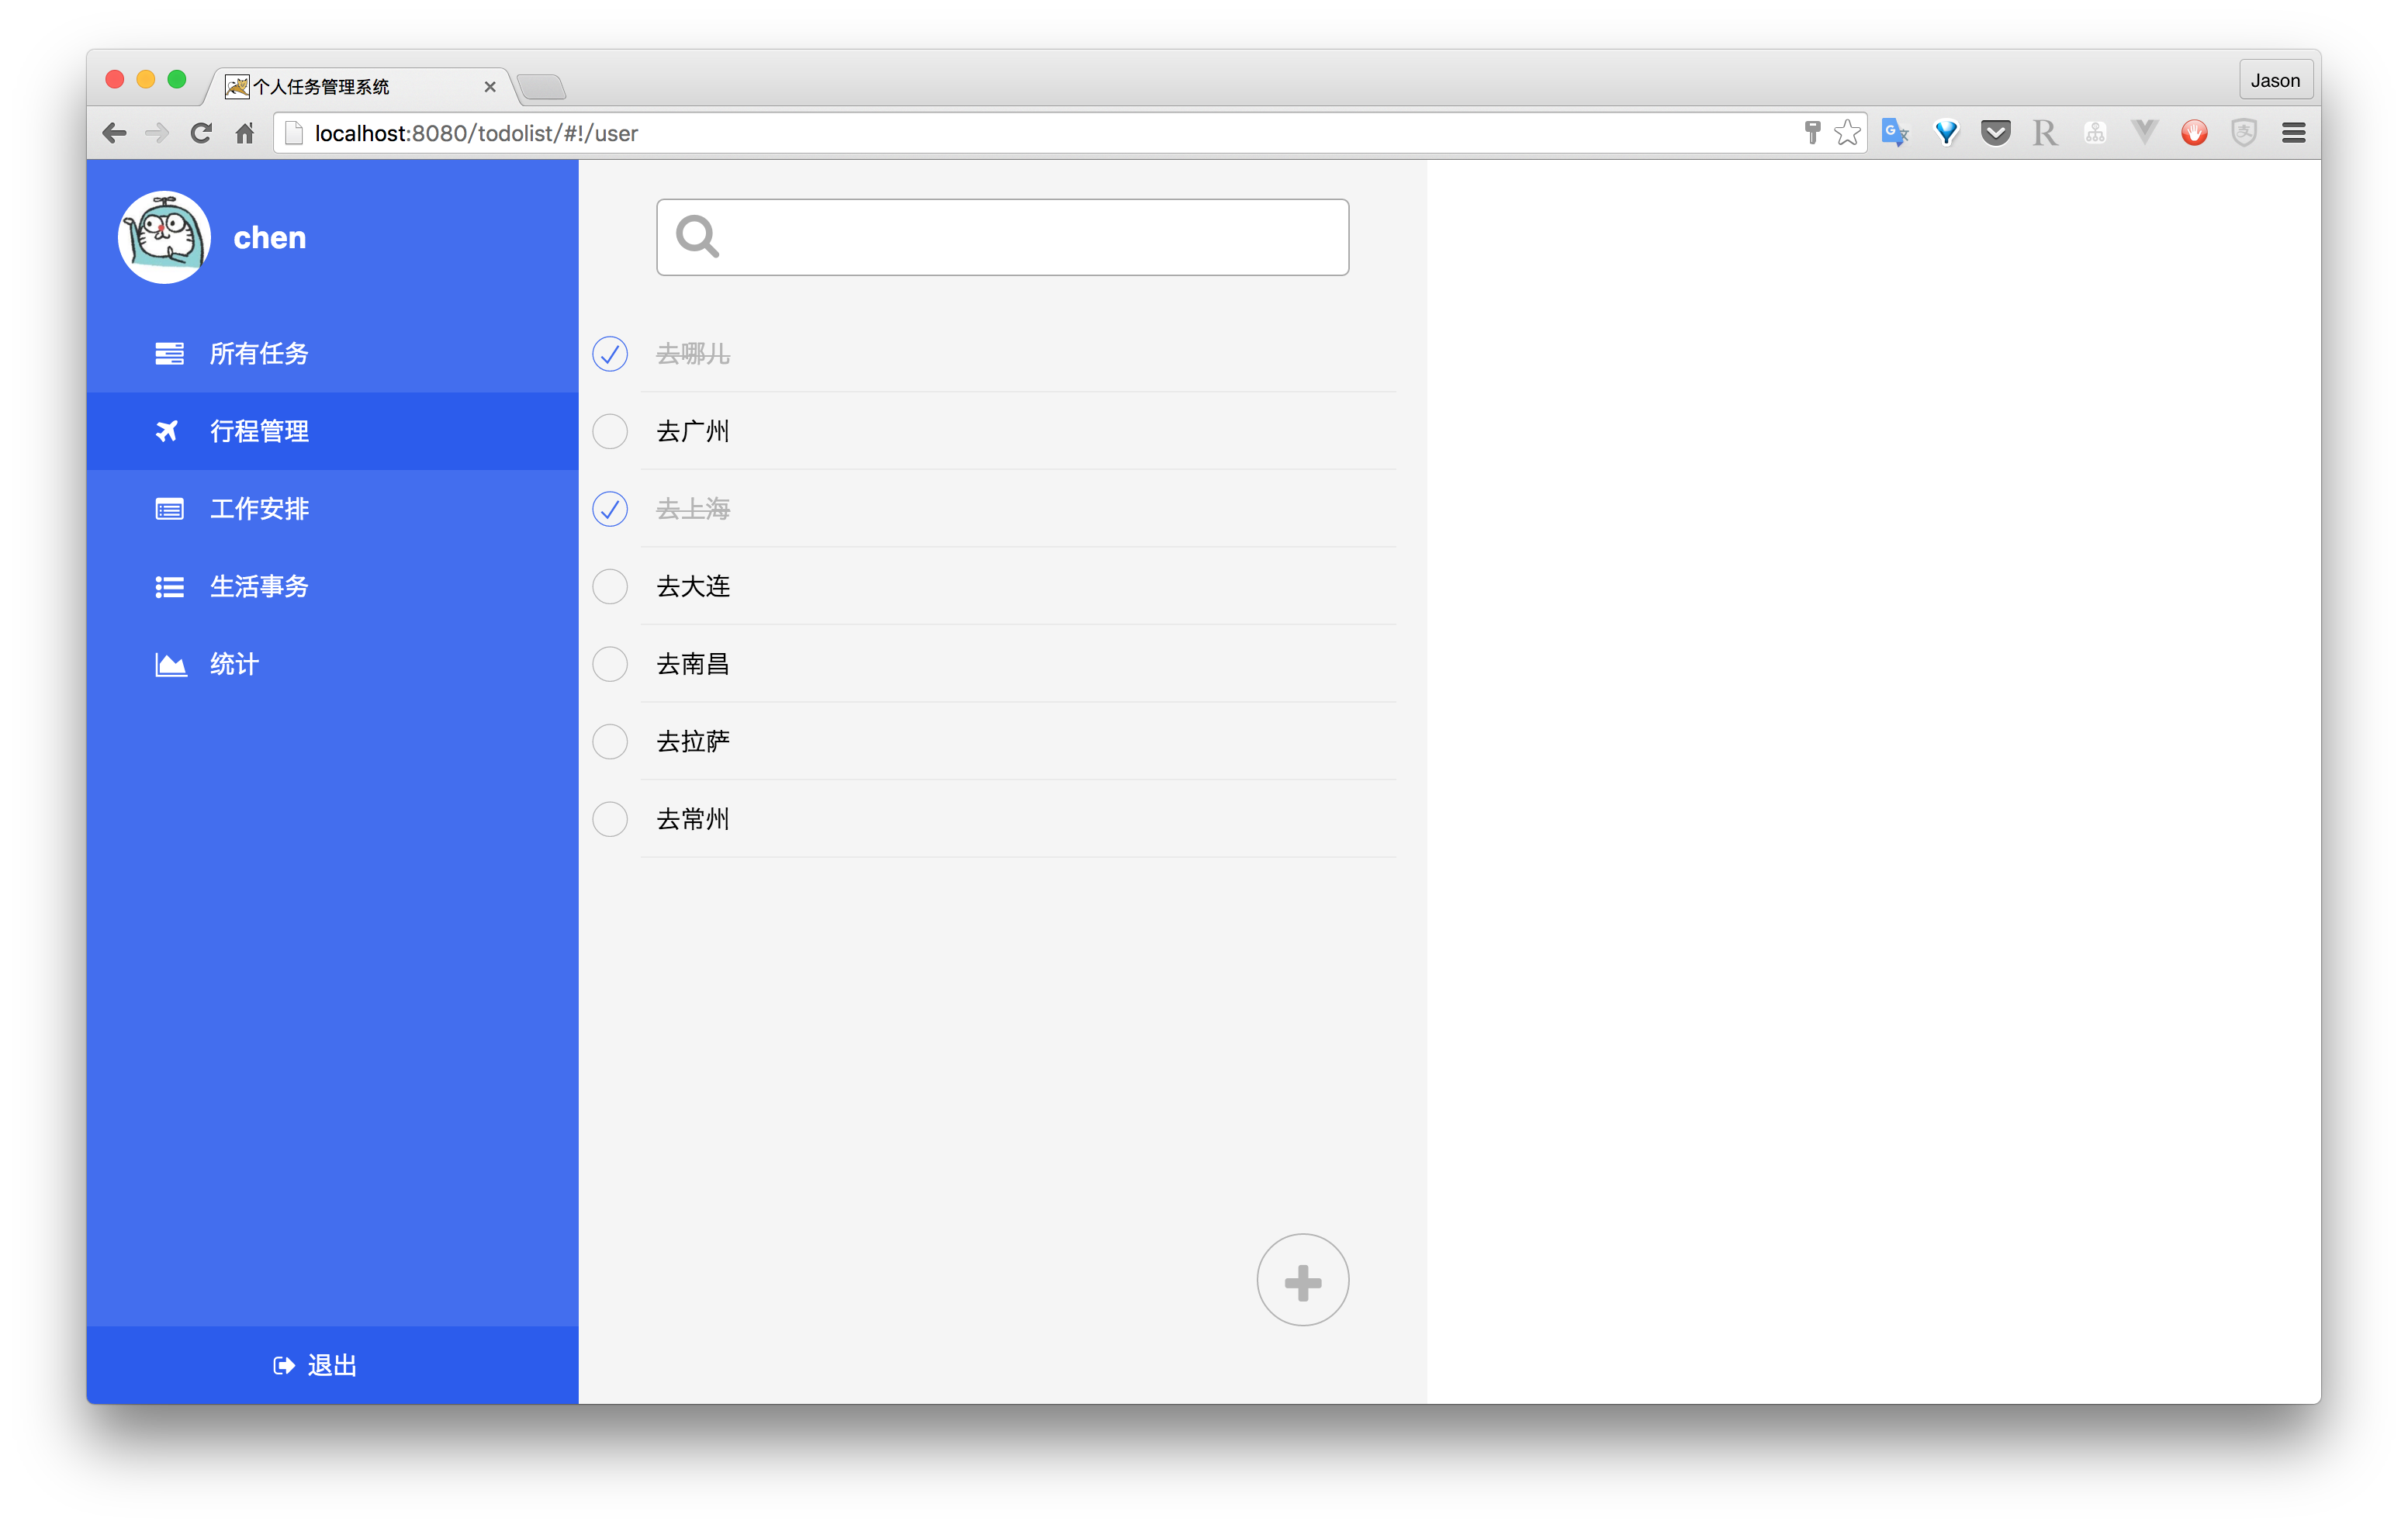 个人任务管理系统
Jason
localhost:8080/todolist/#!/user
chen
所有任务
行程管理
工作安排
生活事务
统计
退出
去哪儿
去广州
去上海
去大连
去南昌
去拉萨
去常州